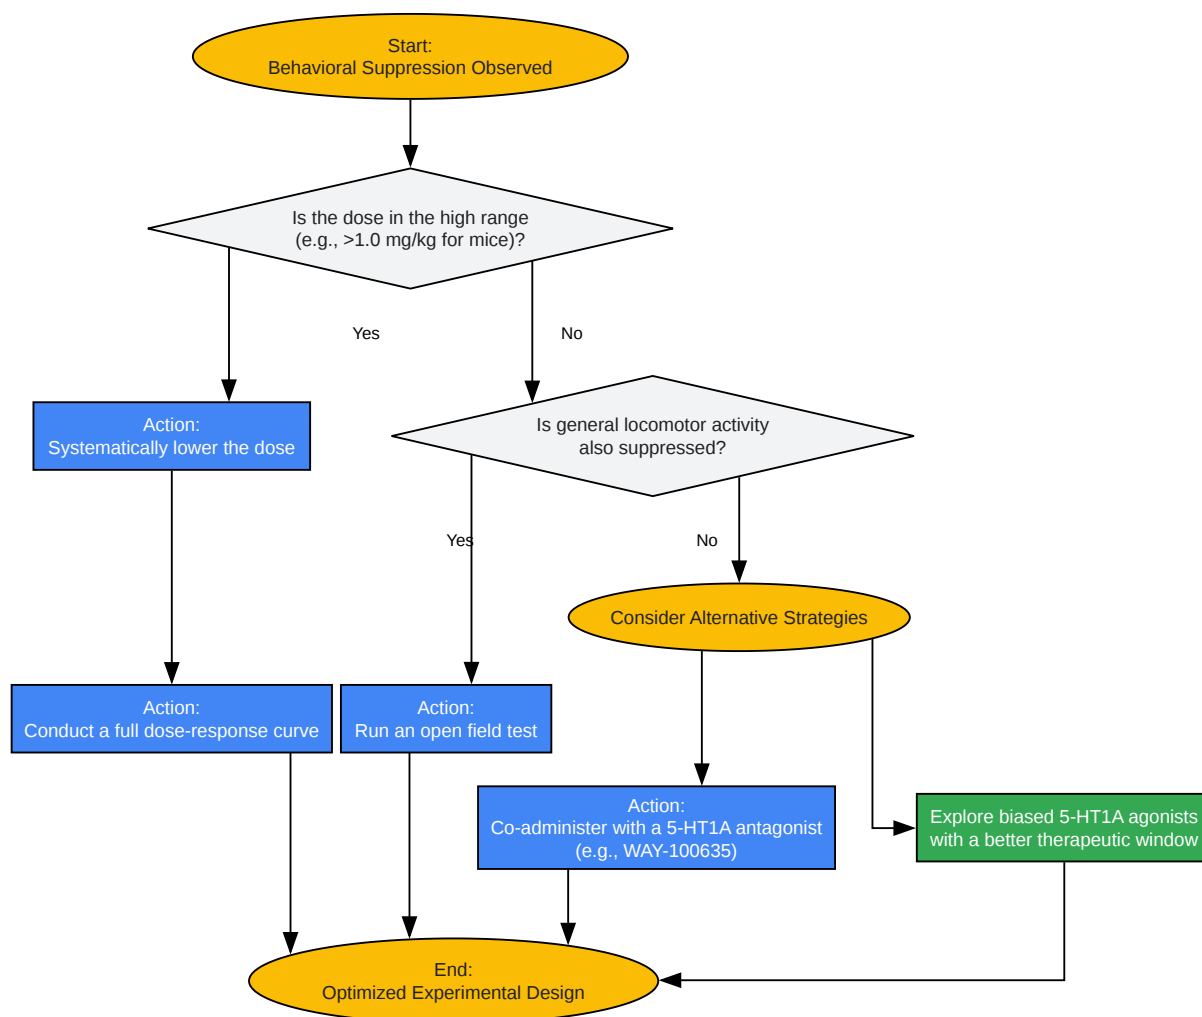 Start:
Behavioral Suppression Observed
Is the dose in the high range
(e.g., >1.0 mg/kg for mice)?
Yes
No
Action:
Systematically lower the dose
Is general locomotor activity
also suppressed?
Yes
No
Consider Alternative Strategies
Action:
Conduct a full dose-response curve
Action:
Run an open field test
Action:
Co-administer with a 5-HT1A antagonist
(e.g., WAY-100635)
Explore biased 5-HT1A agonists
with a better therapeutic window
End:
Optimized Experimental Design